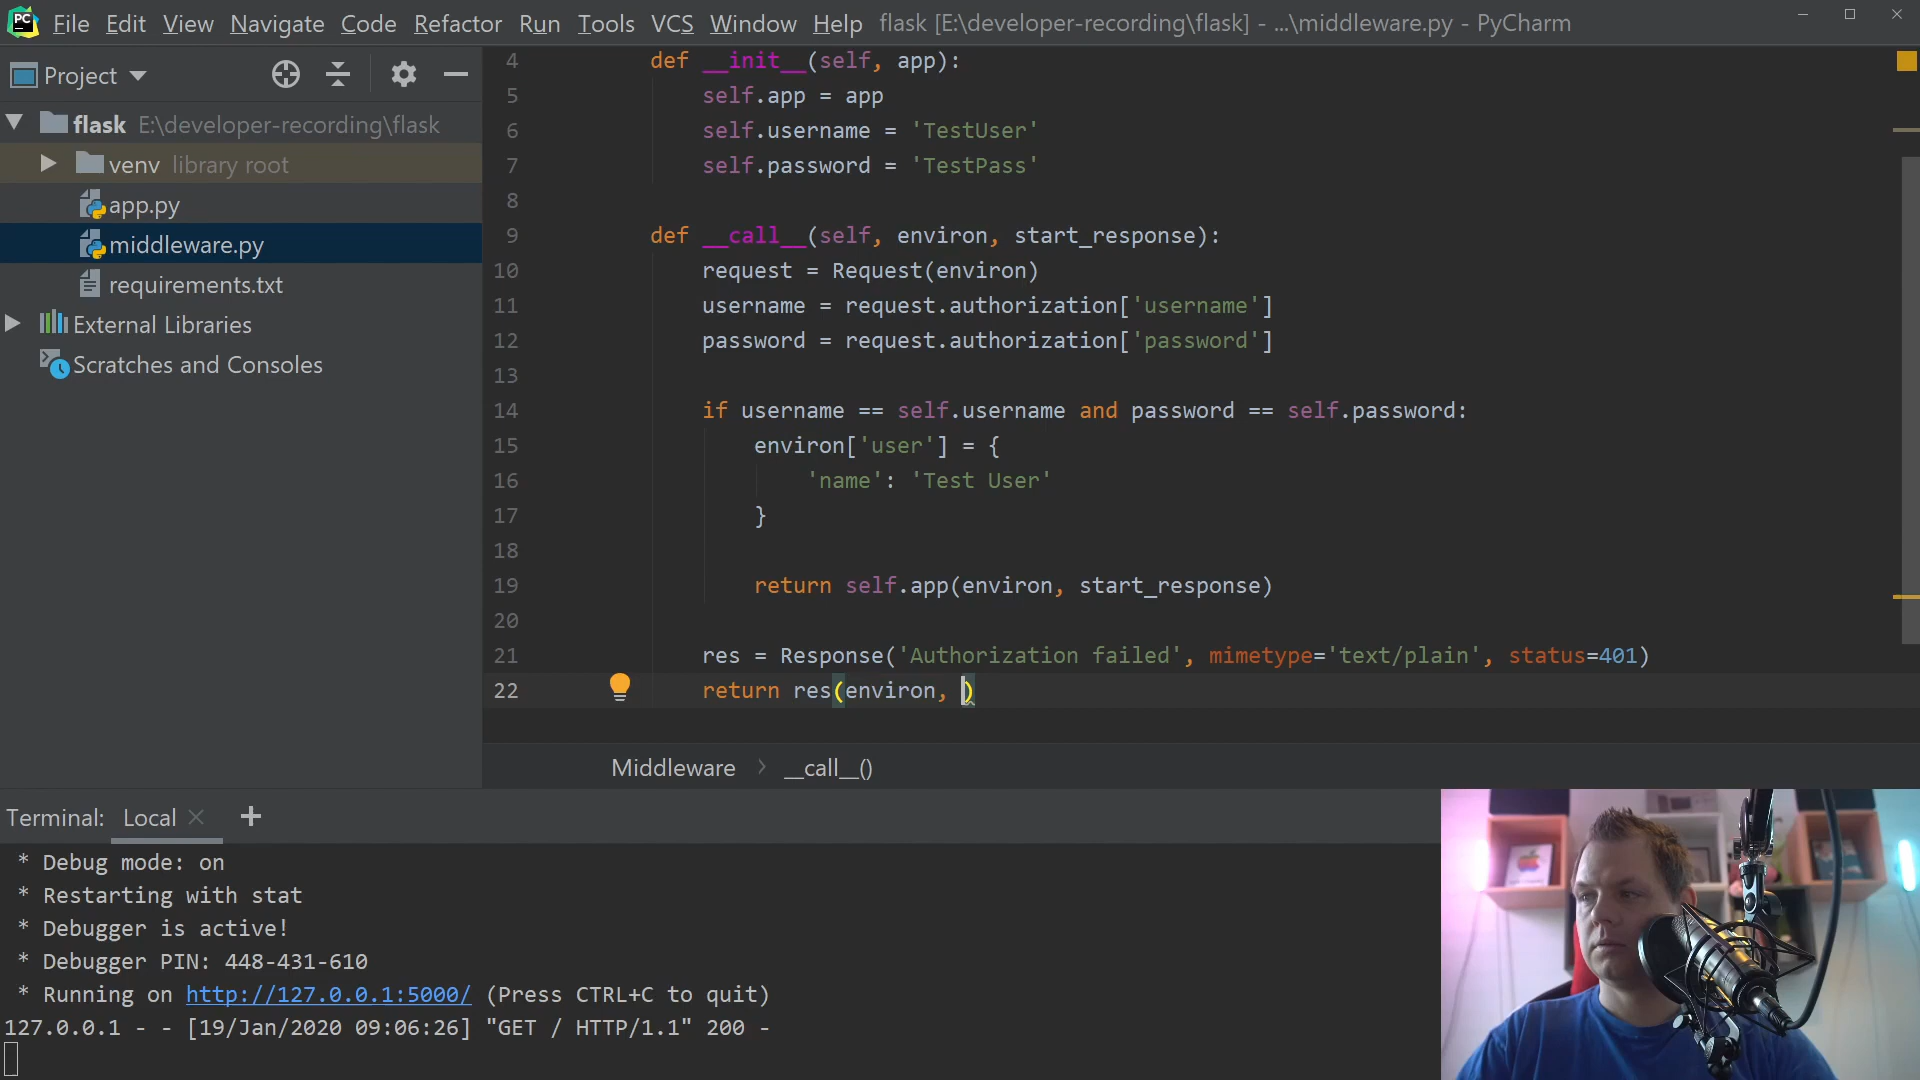 PC File Edit View Navigate Code Refactor Run Tools VCS Window Help flask [E:\developer-recording\flask] - ...\middleware.py - PyCharm
Project
flask E:\developer-recording\flask
venv library root
app.py
middleware.py
requirements.txt
External Libraries
Scratches and Consoles
4 def __init__(self, app):
5 self.app = app
6 self.username = 'TestUser'
7 self.password = 'TestPass'
8
9 def __call__(self, environ, start_response):
10 request = Request(environ)
11 username = request.authorization['username']
12 password = request.authorization['password']
13
14 if username == self.username and password == self.password:
15 environ['user'] = {
16 'name': 'Test User'
17 }
18
19 return self.app(environ, start_response)
20
21 res = Response('Authorization failed', mimetype='text/plain', status=401)
22 return res(environ, )
Middleware > __call__()
Terminal: Local × +
* Debug mode: on
* Restarting with stat
* Debugger is active!
* Debugger PIN: 448-431-610
* Running on http://127.0.0.1:5000/ (Press CTRL+C to quit)
127.0.0.1 - - [19/Jan/2020 09:06:26] "GET / HTTP/1.1" 200 -